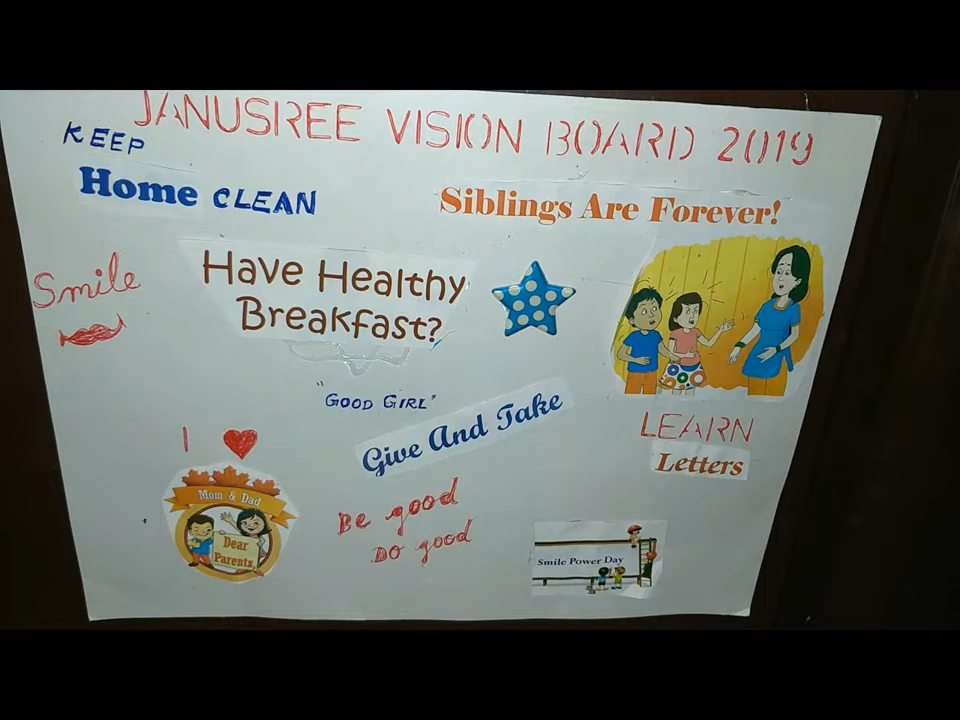 JANUSIREE VISION BOARD 2019
KEEP
Home CLEAN
Siblings Are Forever!
Smile
Have Healthy
Breakfast?
"GOOD GIRL"
Give And Take
LEARN
Letters
I
Mom & Dad
Dear
Parents,
Be good
DO good
Smile Power Day